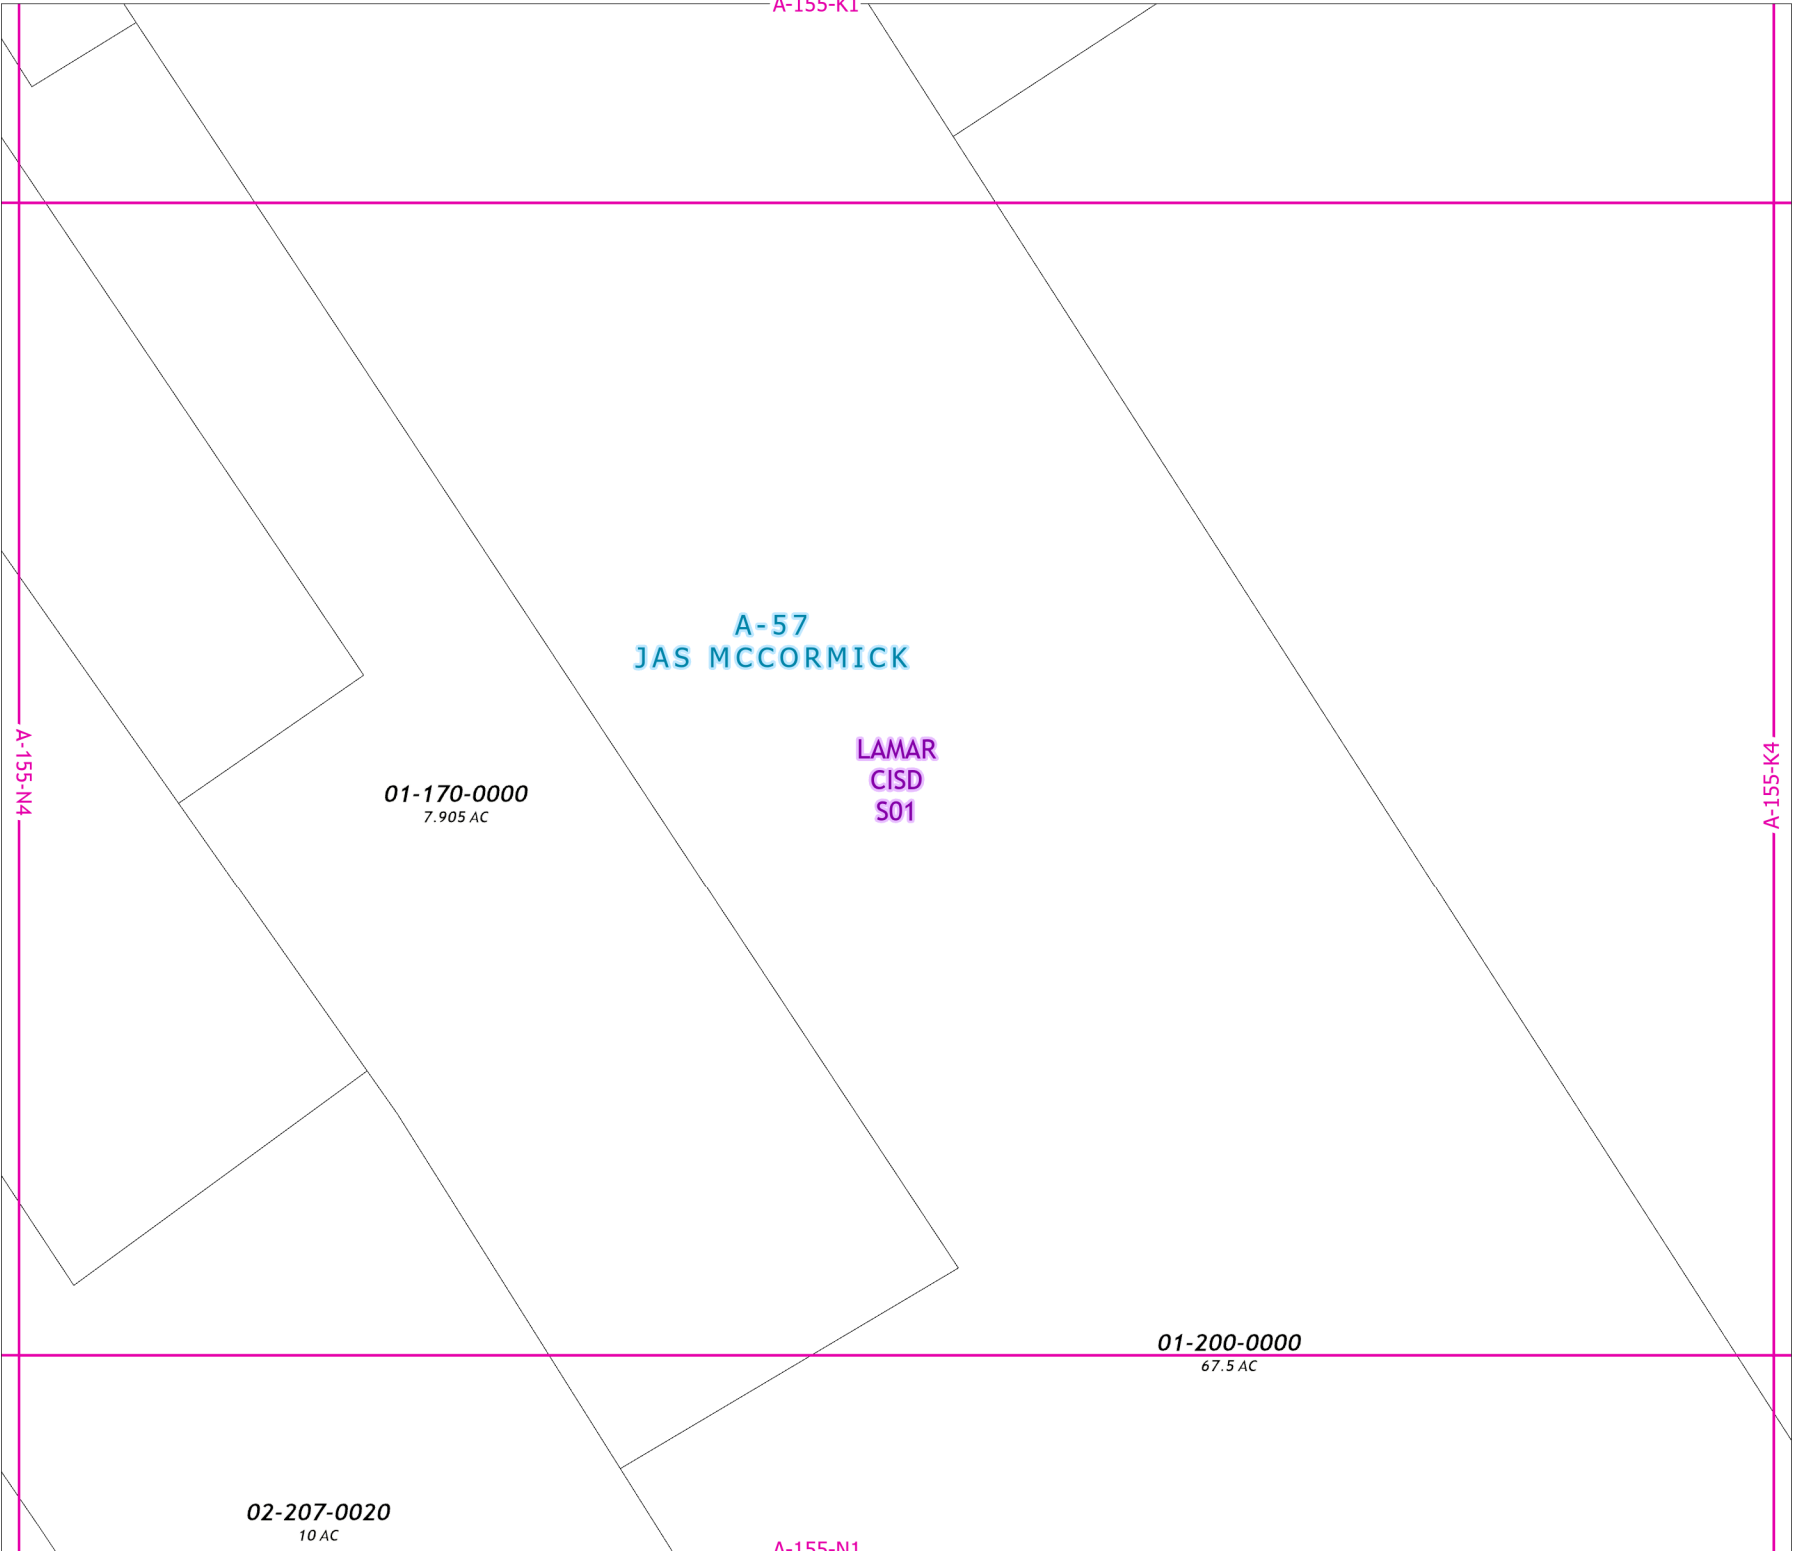 A-155-K1
A-57
JAS MCCORMICK
LAMAR
CISD
S01
A-155-N4
A-155-K4
01-170-0000
7.905 AC
01-200-0000
67.5 AC
02-207-0020
10 AC
A-155-N1